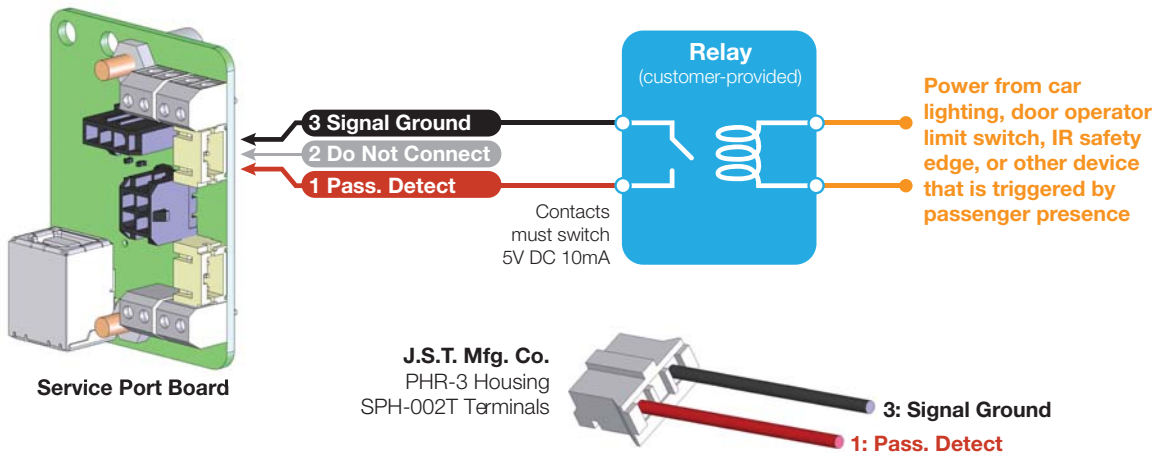 Relay
(customer-provided)
3 Signal Ground
2 Do Not Connect
1 Pass. Detect
Contacts
must switch
5V DC 10mA
Power from car
lighting, door operator
limit switch, IR safety
edge, or other device
that is triggered by
passenger presence
Service Port Board
J.S.T. Mfg. Co.
PHR-3 Housing
SPH-002T Terminals
3: Signal Ground
1: Pass. Detect